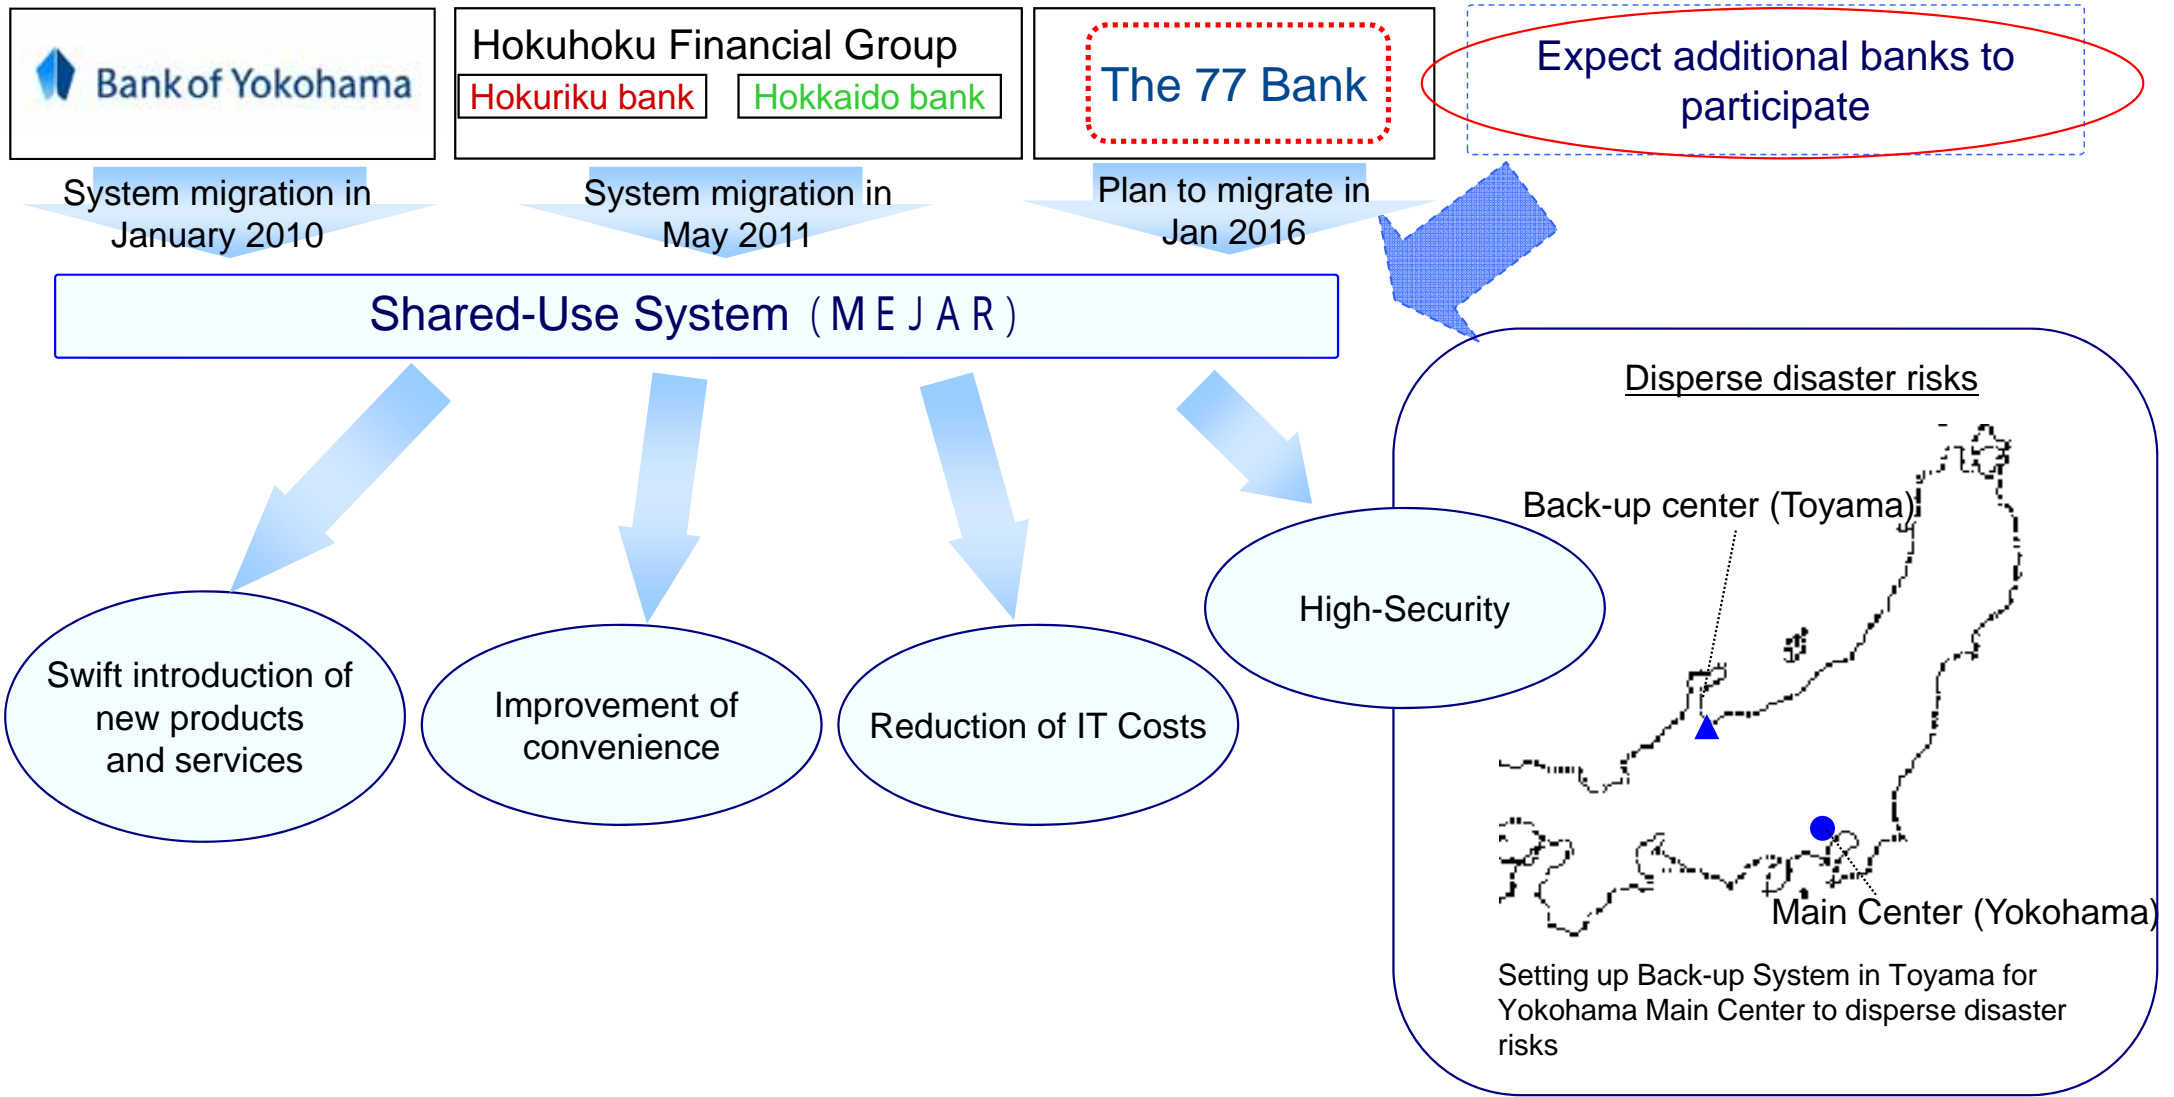 Bank of Yokohama
Hokuhoku Financial Group
Hokuriku bank
Hokkaido bank
The 77 Bank
Expect additional banks to
participate
System migration in
January 2010
System migration in
May 2011
Plan to migrate in
Jan 2016
Shared-Use System (MEJAR)
Swift introduction of
new products
and services
Improvement of
convenience
Reduction of IT Costs
High-Security
Disperse disaster risks
Back-up center (Toyama)
Main Center (Yokohama)
Setting up Back-up System in Toyama for
Yokohama Main Center to disperse disaster
risks